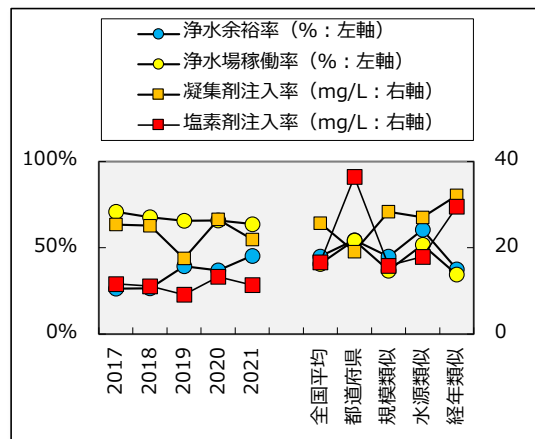 浄水余裕率（%：左軸）
浄水場稼働率（%：左軸）
凝集剤注入率（mg/L：右軸）
塩素剤注入率（mg/L：右軸）
100%
50%
0%
40
20
0
2017
2018
2019
2020
2021
全国平均
都道府県
規模類似
水源類似
経年類似